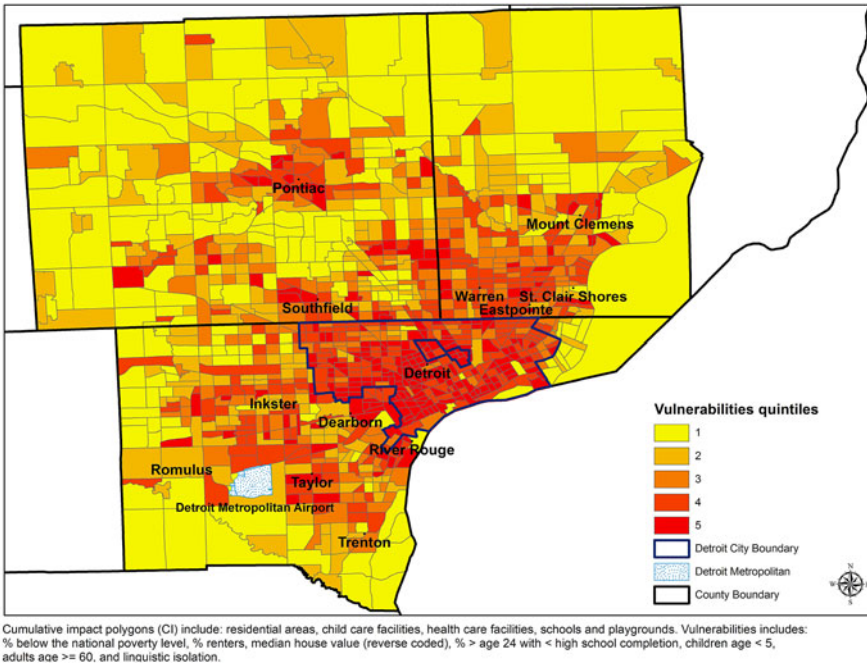 Pontiac
Mount Clemens
Warren
St. Clair Shores
Eastpointe
Southfield
Detroit
Inkster
Dearborn
River Rouge
Romulus
Taylor
Detroit Metropolitan Airport
Trenton
Vulnerabilities quintiles
1
2
3
4
5
Detroit City Boundary
Detroit Metropolitan
County Boundary
N
W
E
S
Cumulative impact polygons (CI) include: residential areas, child care facilities, health care facilities, schools and playgrounds. Vulnerabilities includes:
% below the national poverty level, % renters, median house value (reverse coded), % > age 24 with < high school completion, children age < 5,
adults age >= 60, and linguistic isolation.